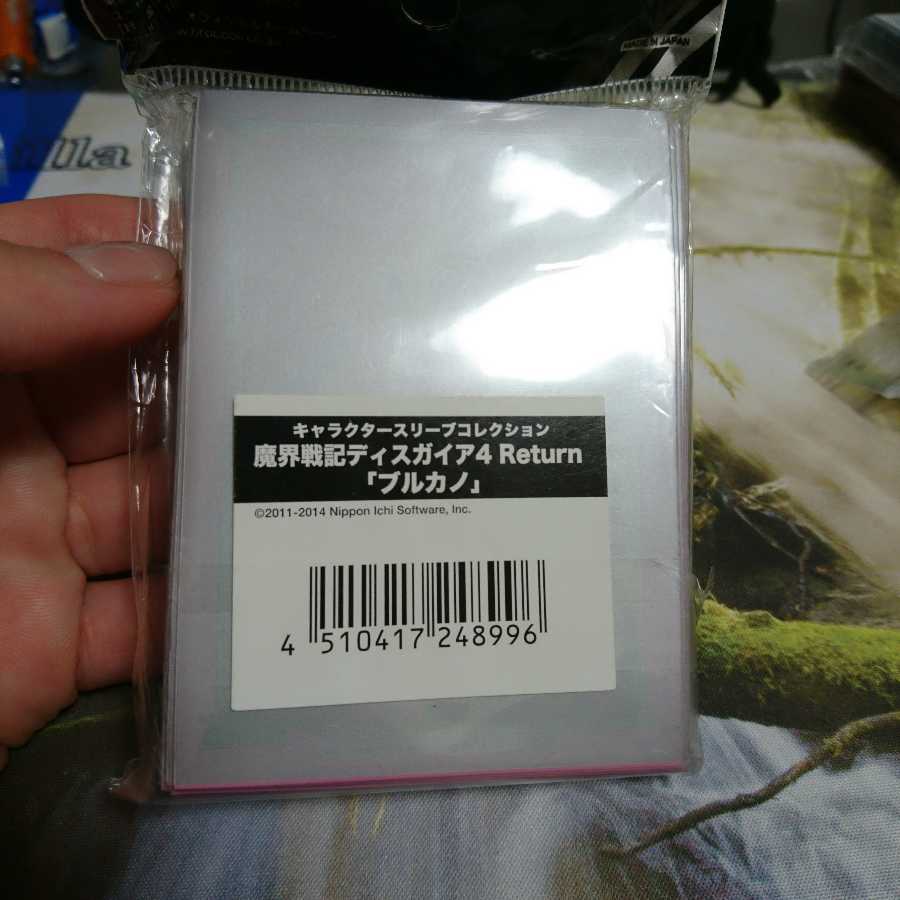 MADE IN JAPAN
キャラクタースリーブコレクション
魔界戦記ディスガイア4 Return
「ブルカノ」
©2011-2014 Nippon Ichi Software, Inc.
4 510417 248996